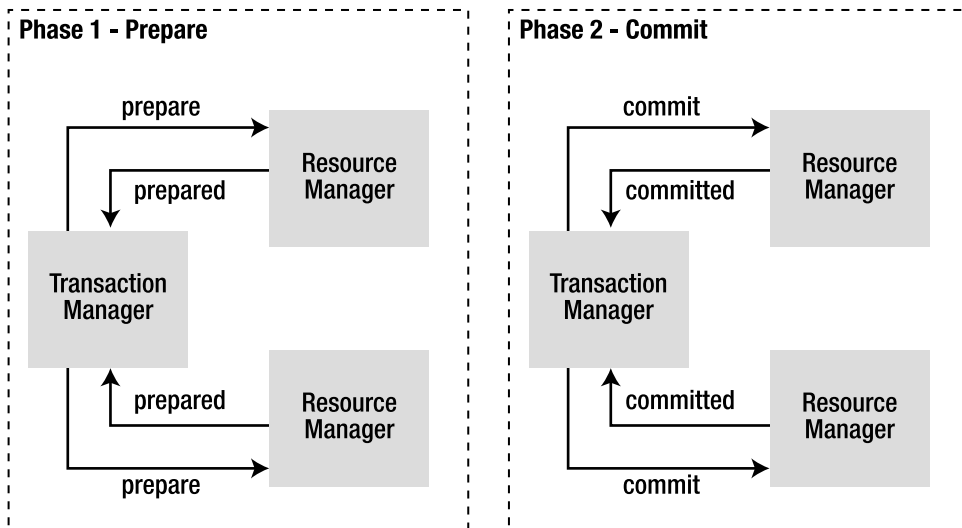 Phase 1 - Prepare
prepare
Resource
Manager
prepared
Transaction
Manager
prepared
Resource
Manager
prepare
Phase 2 - Commit
commit
Resource
Manager
committed
Transaction
Manager
committed
Resource
Manager
commit